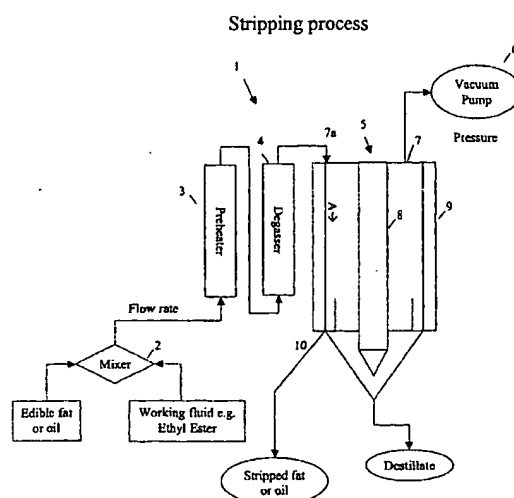 Stripping process
1
6
Vacuum
Pump
Pressure
4
7a
5
7
3
Preheater
Degasser
A→
8
9
Flow rate
2
Mixer
10
Edible fat
or oil
Working fluid e.g.
Ethyl Ester
Stripped fat
or oil
Destillate